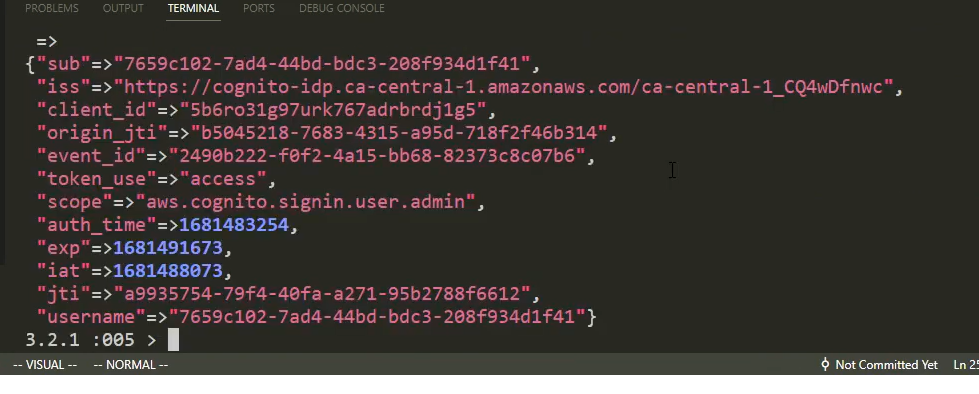 PROBLEMS OUTPUT TERMINAL PORTS DEBUG CONSOLE
=>
{"sub"=>"7659c102-7ad4-44bd-bdc3-208f934d1f41",
"iss"=>"https://cognito-idp.ca-central-1.amazonaws.com/ca-central-1_CQ4wDfnwc",
"client_id"=>"5b6ro31g97urk767adrbrdj1g5",
"origin_jti"=>"b5045218-7683-4315-a95d-718f2f46b314",
"event_id"=>"2490b222-f0f2-4a15-bb68-82373c8c07b6",
"token_use"=>"access",
"scope"=>"aws.cognito.signin.user.admin",
"auth_time"=>1681483254,
"exp"=>1681491673,
"iat"=>1681488073,
"jti"=>"a9935754-79f4-40fa-a271-95b2788f6612",
"username"=>"7659c102-7ad4-44bd-bdc3-208f934d1f41"}
3.2.1 :005 >
-- VISUAL -- -- NORMAL -- Not Committed Yet Ln 25